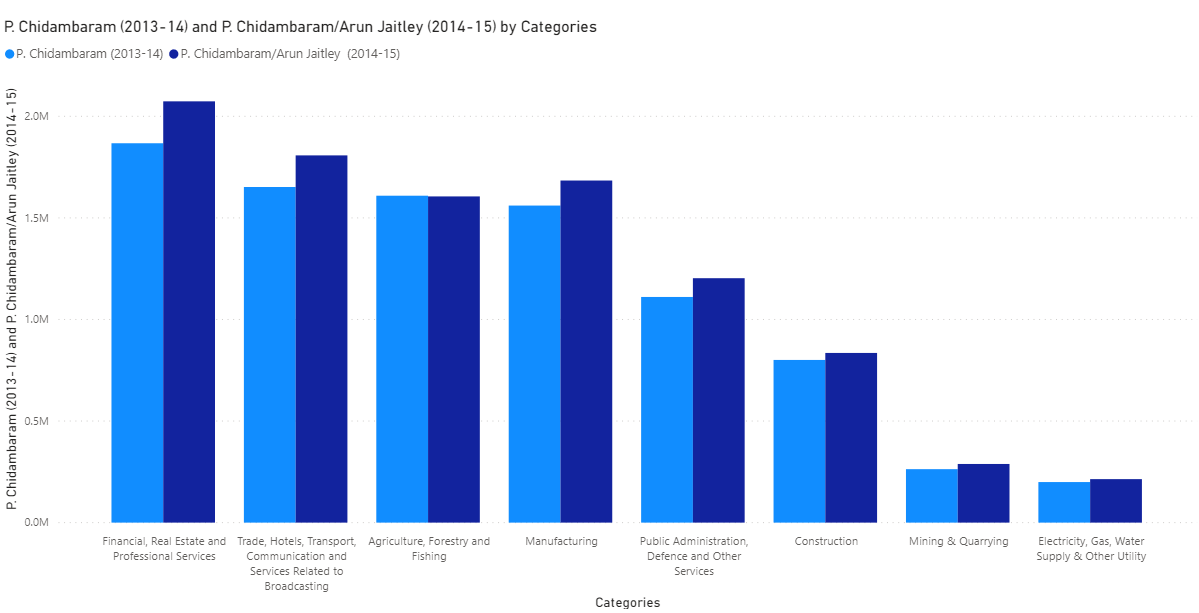 P. Chidambaram (2013-14) and P. Chidambaram/Arun Jaitley (2014-15) by Categories
P. Chidambaram (2013-14) P. Chidambaram/Arun Jaitley (2014-15)
P. Chidambaram (2013-14) and P. Chidambaram/Arun Jaitley (2014-15)
2.0M
1.5M
1.0M
0.5M
0.0M
Financial, Real Estate and
Professional Services
Trade, Hotels, Transport,
Communication and
Services Related to
Broadcasting
Agriculture, Forestry and
Fishing
Manufacturing
Public Administration,
Defence and Other
Services
Construction
Mining & Quarrying
Electricity, Gas, Water
Supply & Other Utility
Categories